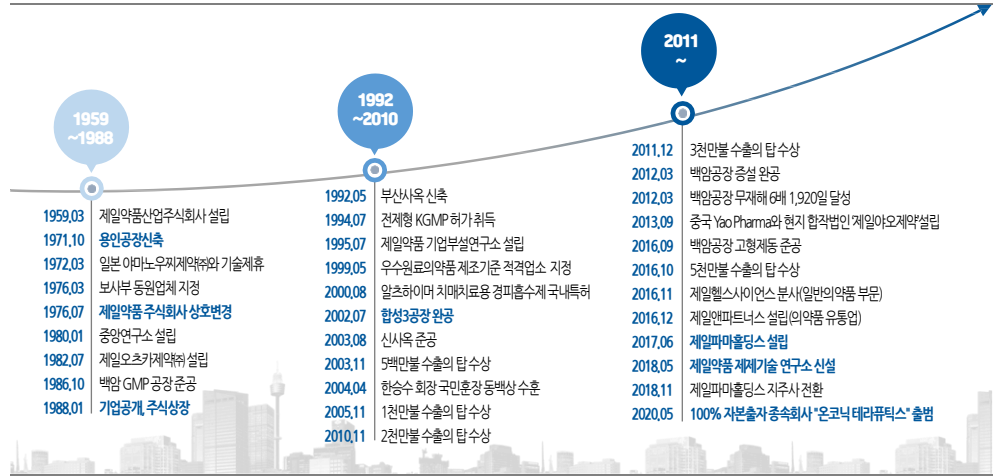 1959
~1988
1959.03 제일약품산업주식회사 설립
1971.10 용인공장신축
1972.03 일본 야마노우찌제약㈜와 기술제휴
1976.03 보사부 동원업체 지정
1976.07 제일약품 주식회사 상호변경
1980.01 중앙연구소 설립
1982.07 제일오츠카제약㈜ 설립
1986.10 백암 GMP 공장 준공
1988.01 기업공개, 주식상장
1992
~2010
1992.05 부산사옥 신축
1994.07 전제형 KGMP 허가 취득
1995.07 제일약품 기업부설연구소 설립
1999.05 우수원료의약품 제조기준 적격업소 지정
2000.08 알츠하이머 치매치료용 경피흡수제 국내특허
2002.07 합성3공장 완공
2003.08 신사옥 준공
2003.11 5백만불 수출의 탑 수상
2004.04 한승수 회장 국민훈장 동백상 수훈
2005.11 1천만불 수출의 탑 수상
2010.11 2천만불 수출의 탑 수상
2011
~
2011.12 3천만불 수출의 탑 수상
2012.03 백암공장 증설 완공
2012.03 백암공장 무재해 6배 1,920일 달성
2013.09 중국 Yao Pharma와 현지 합작법인 '제일야오제약'설립
2016.09 백암공장 고형제동 준공
2016.10 5천만불 수출의 탑 수상
2016.11 제일헬스사이언스 분사(일반의약품 부문)
2016.12 제일앤파트너스 설립(의약품 유통업)
2017.06 제일파마홀딩스 설립
2018.05 제일약품 제제기술 연구소 신설
2018.11 제일파마홀딩스 지주사 전환
2020.05 100% 자본출자 종속회사 "온코닉 테라퓨틱스" 출범